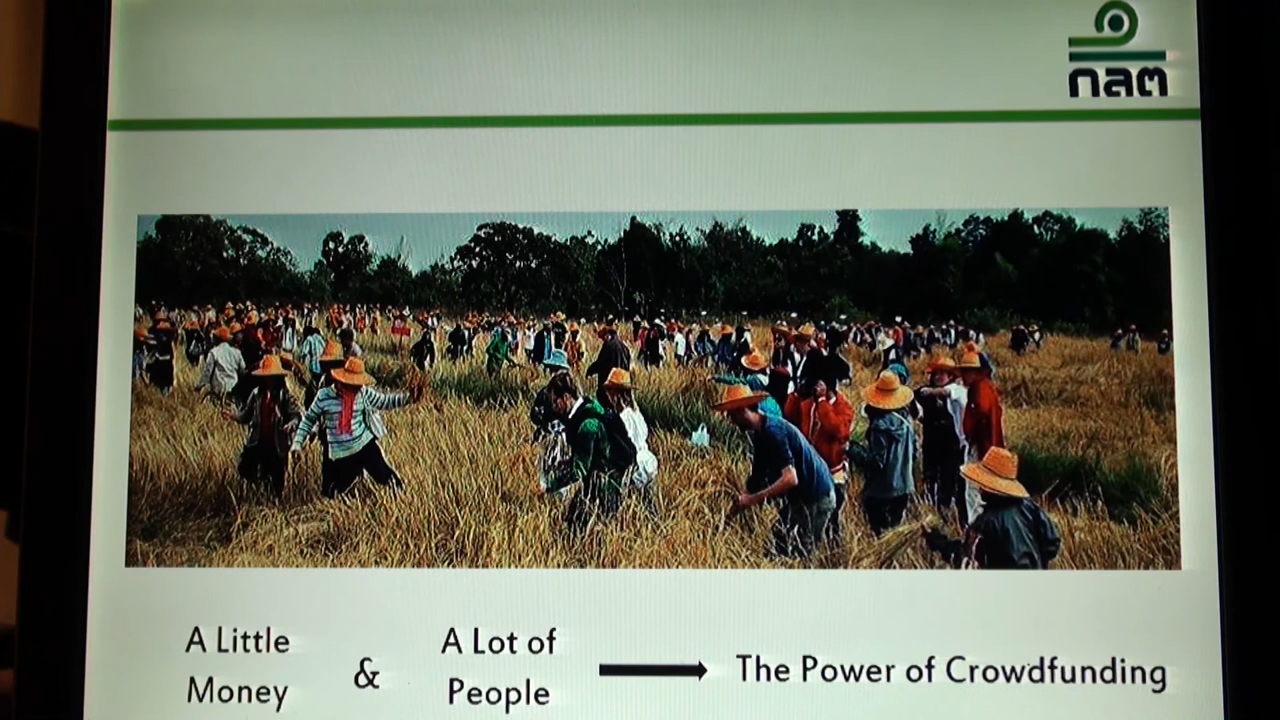 กลต
A Little
Money
&
A Lot of
People
The Power of Crowdfunding